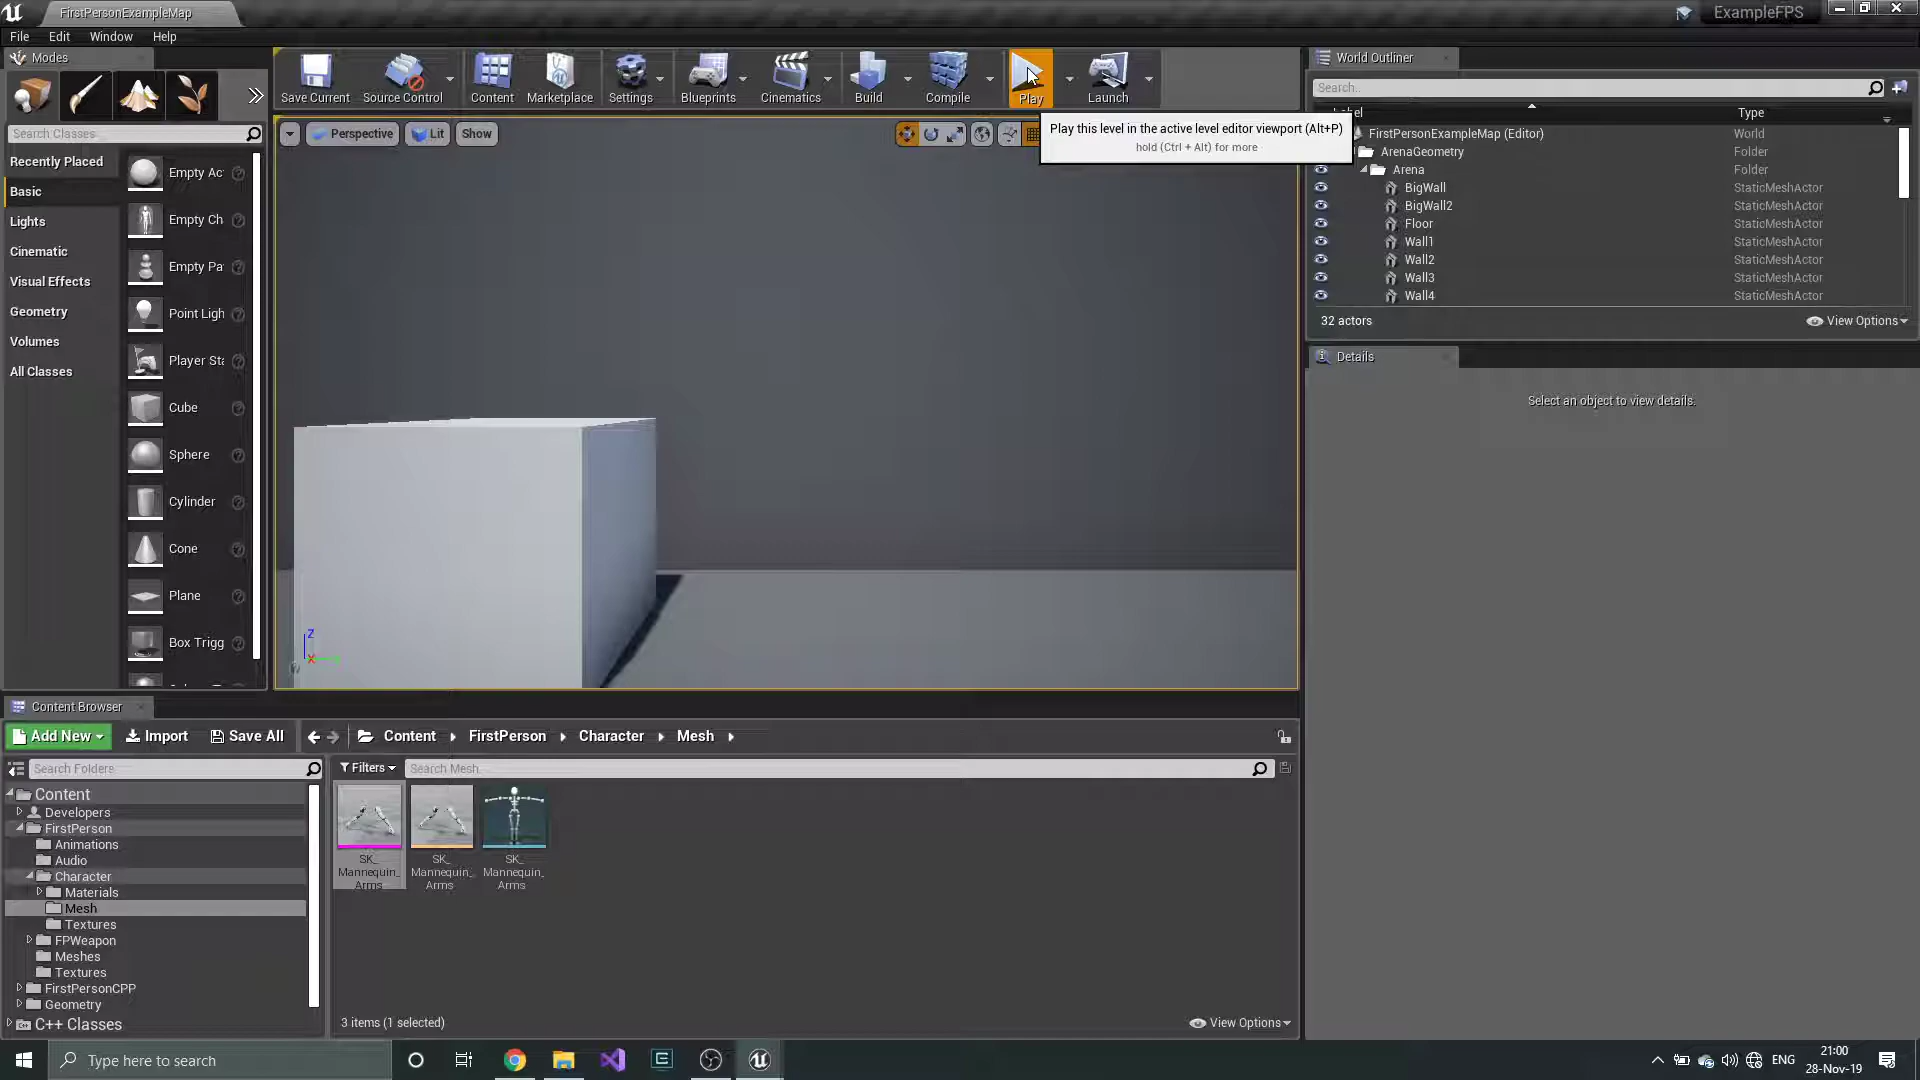 FirstPersonExampleMap
ExampleFPS
File Edit Window Help
Modes
Save Current
Source Control
Content
Marketplace
Settings
Blueprints
Cinematics
Build
Compile
Play
Launch
Play this level in the active level editor viewport (Alt+P)
hold (Ctrl + Alt) for more
Search Classes
Recently Placed
Basic
Lights
Cinematic
Visual Effects
Geometry
Volumes
All Classes
Empty Ac
Empty Ch
Empty Pa
Point Ligh
Player Sta
Cube
Sphere
Cylinder
Cone
Plane
Box Trigg
Perspective
Lit
Show
Z
X
World Outliner
Search..
Type
FirstPersonExampleMap (Editor) World
ArenaGeometry Folder
Arena Folder
BigWall StaticMeshActor
BigWall2 StaticMeshActor
Floor StaticMeshActor
Wall1 StaticMeshActor
Wall2 StaticMeshActor
Wall3 StaticMeshActor
Wall4 StaticMeshActor
32 actors
View Options
Details
Select an object to view details.
Content Browser
Add New
Import
Save All
Content
FirstPerson
Character
Mesh
Search Folders
Filters
Search Mesh
Content
Developers
FirstPerson
Animations
Audio
Character
Materials
Mesh
Textures
FPWeapon
Meshes
Textures
FirstPersonCPP
Geometry
C++ Classes
SK_
Mannequin_
Arms
SK_
Mannequin_
Arms
SK_
Mannequin_
Arms
3 items (1 selected)
View Options
Type here to search
ENG
21:00
28-Nov-19